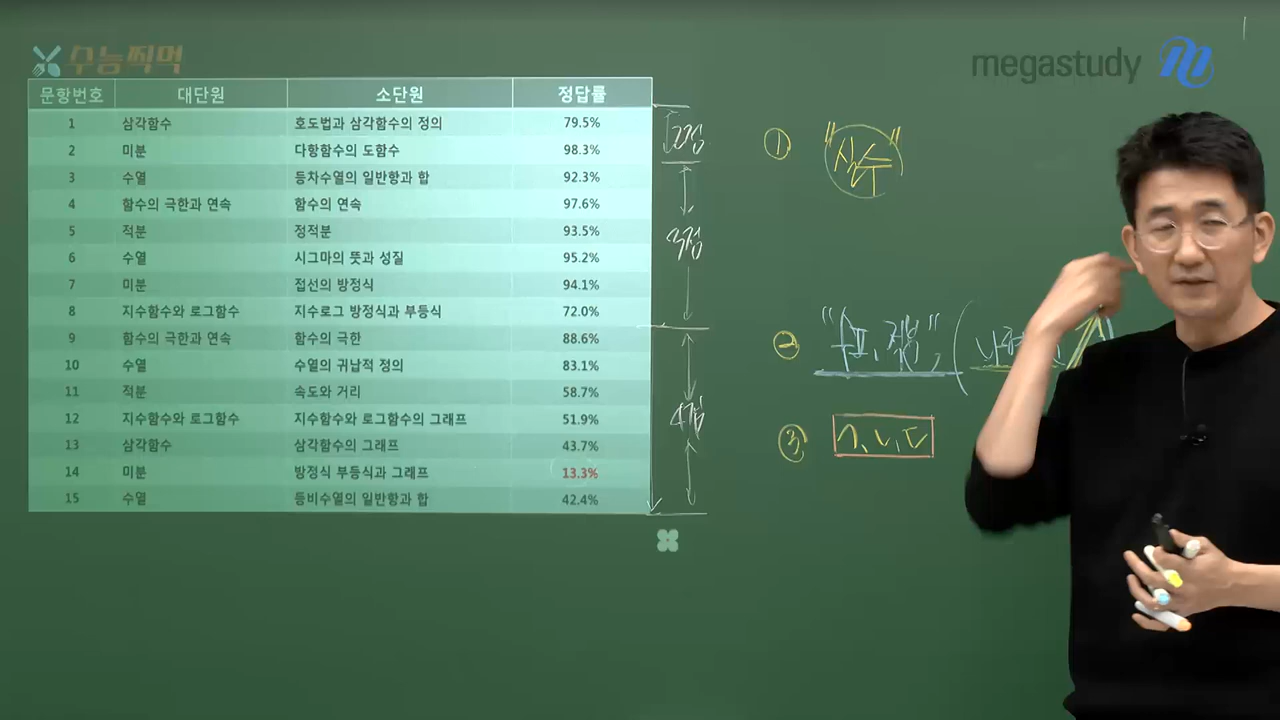 수능찍먹
megastudy
문항번호 대단원 소단원 정답률
1 삼각함수 호도법과 삼각함수의 정의 79.5%
2 미분 다항함수의 도함수 98.3%
3 수열 등차수열의 일반항과 합 92.3%
4 함수의 극한과 연속 함수의 연속 97.6%
5 적분 정적분 93.5%
6 수열 시그마의 뜻과 성질 95.2%
7 미분 접선의 방정식 94.1%
8 지수함수와 로그함수 지수로그 방정식과 부등식 72.0%
9 함수의 극한과 연속 함수의 극한 88.6%
10 수열 수열의 귀납적 정의 83.1%
11 적분 속도와 거리 58.7%
12 지수함수와 로그함수 지수함수와 로그함수의 그래프 51.9%
13 삼각함수 삼각함수의 그래프 43.7%
14 미분 방정식 부등식과 그래프 13.3%
15 수열 등비수열의 일반항과 합 42.4%
2점
3점
4점
① "실수"
②
③ ㄱ, ㄴ, ㄷ